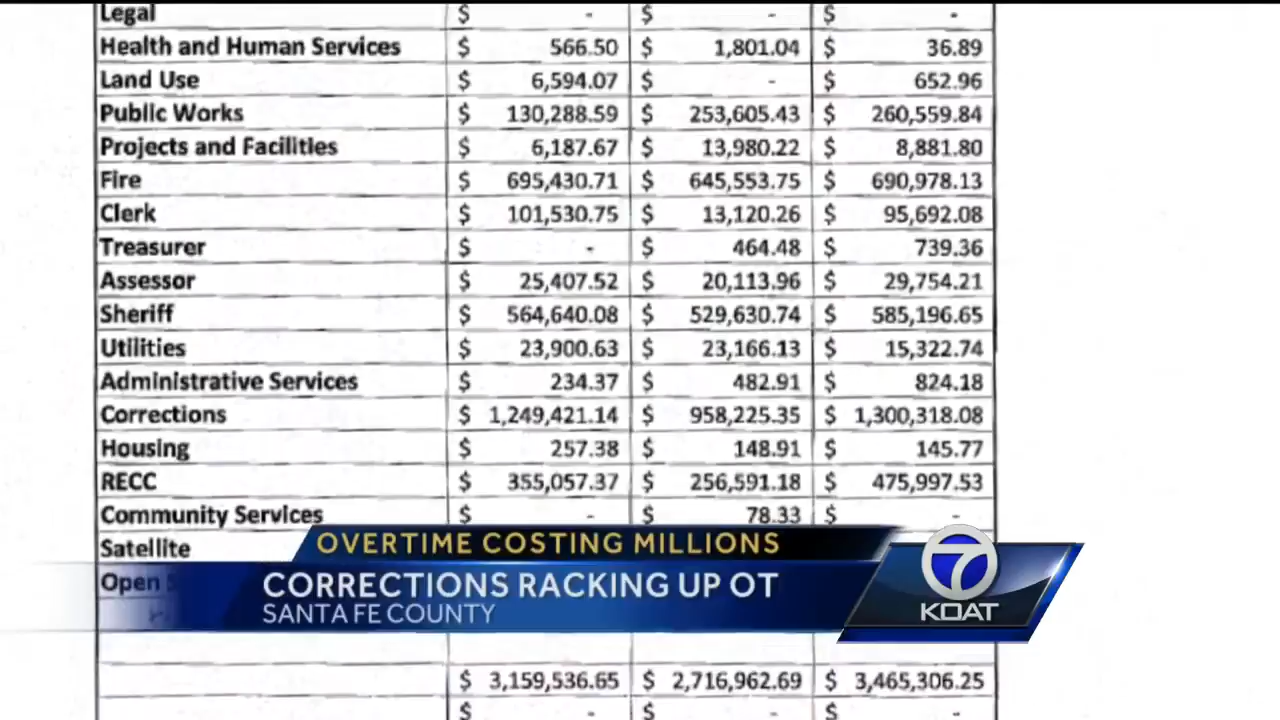 Legal $ - $ - $ -
Health and Human Services $ 566.50 $ 1,801.04 $ 36.89
Land Use $ 6,594.07 $ - $ 652.96
Public Works $ 130,288.59 $ 253,605.43 $ 260,559.84
Projects and Facilities $ 6,187.67 $ 13,980.22 $ 8,881.80
Fire $ 695,430.71 $ 645,553.75 $ 690,978.13
Clerk $ 101,530.75 $ 13,120.26 $ 95,692.08
Treasurer $ - $ 464.48 $ 739.36
Assessor $ 25,407.52 $ 20,113.96 $ 29,754.21
Sheriff $ 564,640.08 $ 529,630.74 $ 585,196.65
Utilities $ 23,900.63 $ 23,166.13 $ 15,322.74
Administrative Services $ 234.37 $ 482.91 $ 824.18
Corrections $ 1,249,421.14 $ 958,225.35 $ 1,300,318.08
Housing $ 257.38 $ 148.91 $ 145.77
RECC $ 355,057.37 $ 256,591.18 $ 475,997.53
Community Services $ - $ 78.33 $ -
Satellite
OVERTIME COSTING MILLIONS
Open
CORRECTIONS RACKING UP OT
SANTA FE COUNTY
7
KOAT
$ 3,159,536.65 $ 2,716,962.69 $ 3,465,306.25
$ - $ - $ -